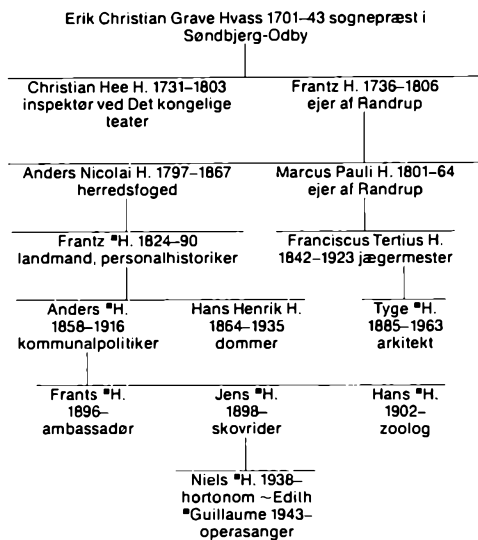 Erik Christian Grave Hvass 1701–43 sognepræst i
Søndbjerg-Odby
Christian Hee H. 1731–1803
inspektør ved Det kongelige
teater
Frantz H. 1736–1806
ejer af Randrup
Anders Nicolai H. 1797–1867
herredsfoged
Marcus Pauli H. 1801–64
ejer af Randrup
Frantz ■H. 1824–90
landmand, personalhistoriker
Franciscus Tertius H.
1842–1923 jægermester
Anders ■H.
1858–1916
kommunalpolitiker
Hans Henrik H.
1864–1935
dommer
Tyge ■H.
1885–1963
arkitekt
Frants ■H.
1896–
ambassadør
Jens ■H.
1898–
skovrider
Hans ■H.
1902–
zoolog
Niels ■H. 1938–
hortonom ~Edith
■Guillaume 1943–
operasanger